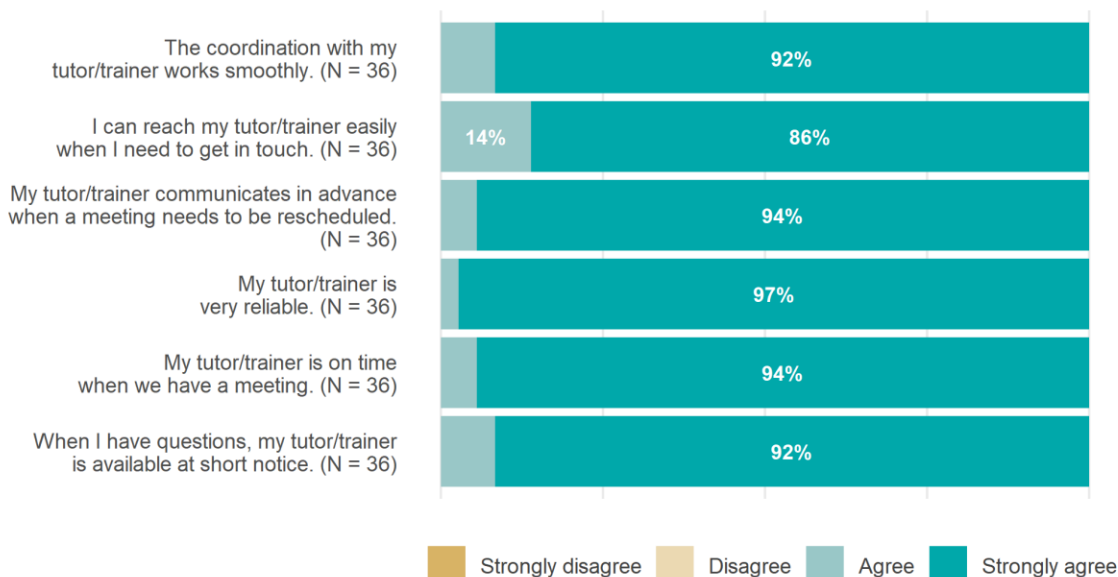 The coordination with my
tutor/trainer works smoothly. (N = 36)
92%
I can reach my tutor/trainer easily
when I need to get in touch. (N = 36)
14%
86%
My tutor/trainer communicates in advance
when a meeting needs to be rescheduled.
(N = 36)
94%
My tutor/trainer is
very reliable. (N = 36)
97%
My tutor/trainer is on time
when we have a meeting. (N = 36)
94%
When I have questions, my tutor/trainer
is available at short notice. (N = 36)
92%
Strongly disagree
Disagree
Agree
Strongly agree